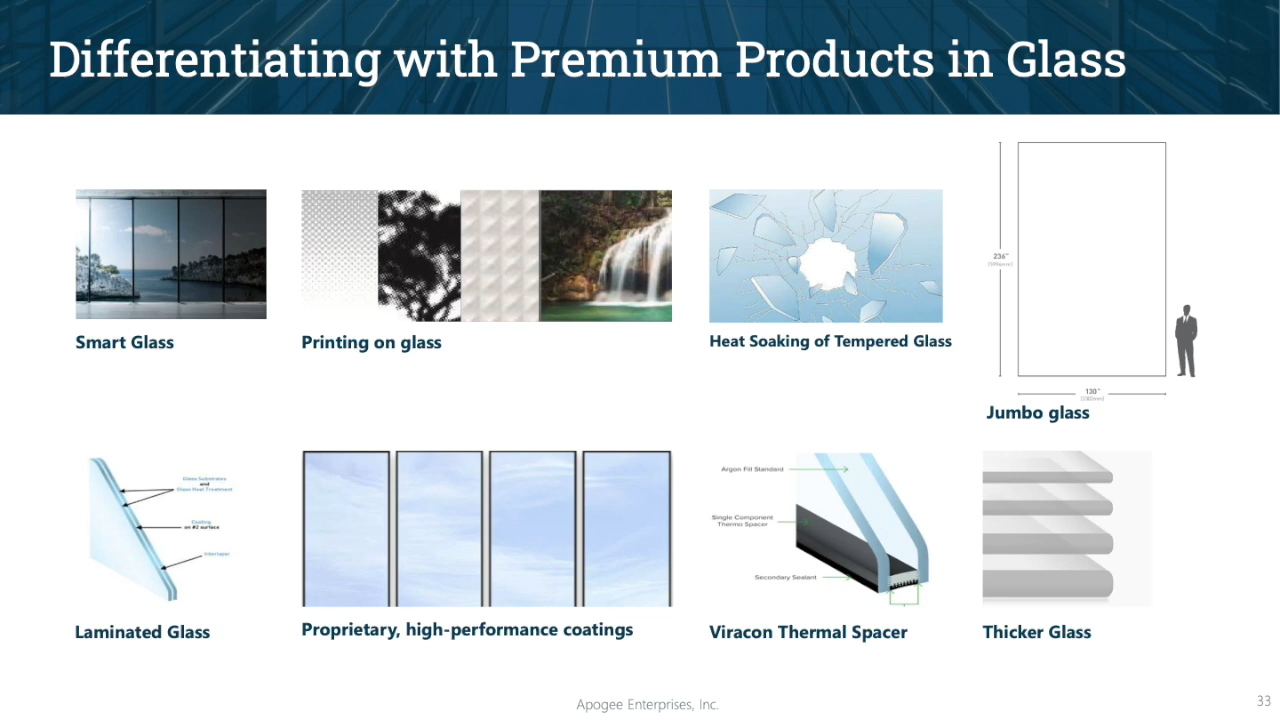 Differentiating with Premium Products in Glass
236"
130"
Smart Glass
Printing on glass
Heat Soaking of Tempered Glass
Jumbo glass
Glass Substrates
and
Glass Heat Treatment
Coating
on #2 surface
Interlayer
Argon Fill Standard
Single Component
Thermo Spacer
Secondary Sealant
Laminated Glass
Proprietary, high-performance coatings
Viracon Thermal Spacer
Thicker Glass
Apogee Enterprises, Inc.
33